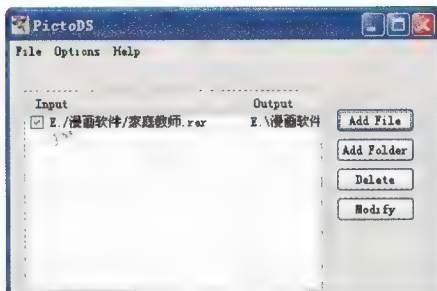 PictoDS
File Options Help
Input Output
E:/漫画软件/家庭教师.rar E:\漫画软件
Add File
Add Folder
Delete
Modify